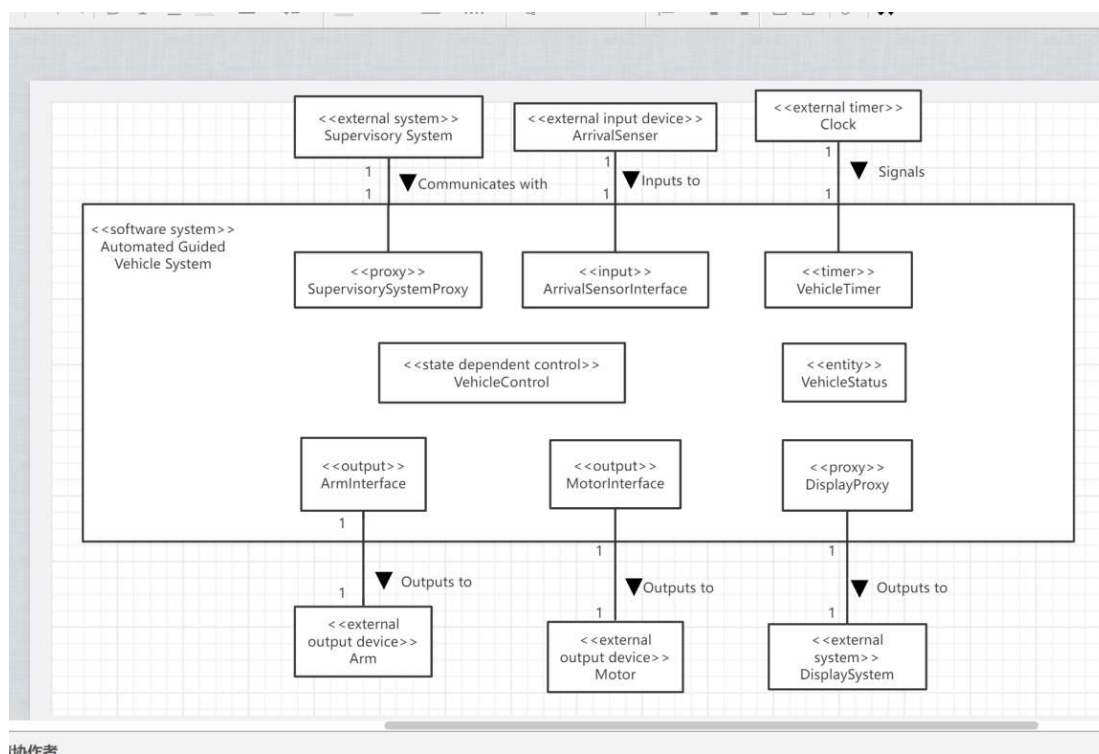 <<external system>>
Supervisory System
<<external input device>>
ArrivalSenser
<<external timer>>
Clock
1
1
1
Communicates with
Inputs to
Signals
1
1
1
<<software system>>
Automated Guided
Vehicle System
<<proxy>>
SupervisorySystemProxy
<<input>>
ArrivalSensorInterface
<<timer>>
VehicleTimer
<<state dependent control>>
VehicleControl
<<entity>>
VehicleStatus
<<output>>
ArmInterface
<<output>>
MotorInterface
<<proxy>>
DisplayProxy
1
1
1
Outputs to
Outputs to
Outputs to
1
1
1
<<external
output device>>
Arm
<<external
output device>>
Motor
<<external
system>>
DisplaySystem
协作者